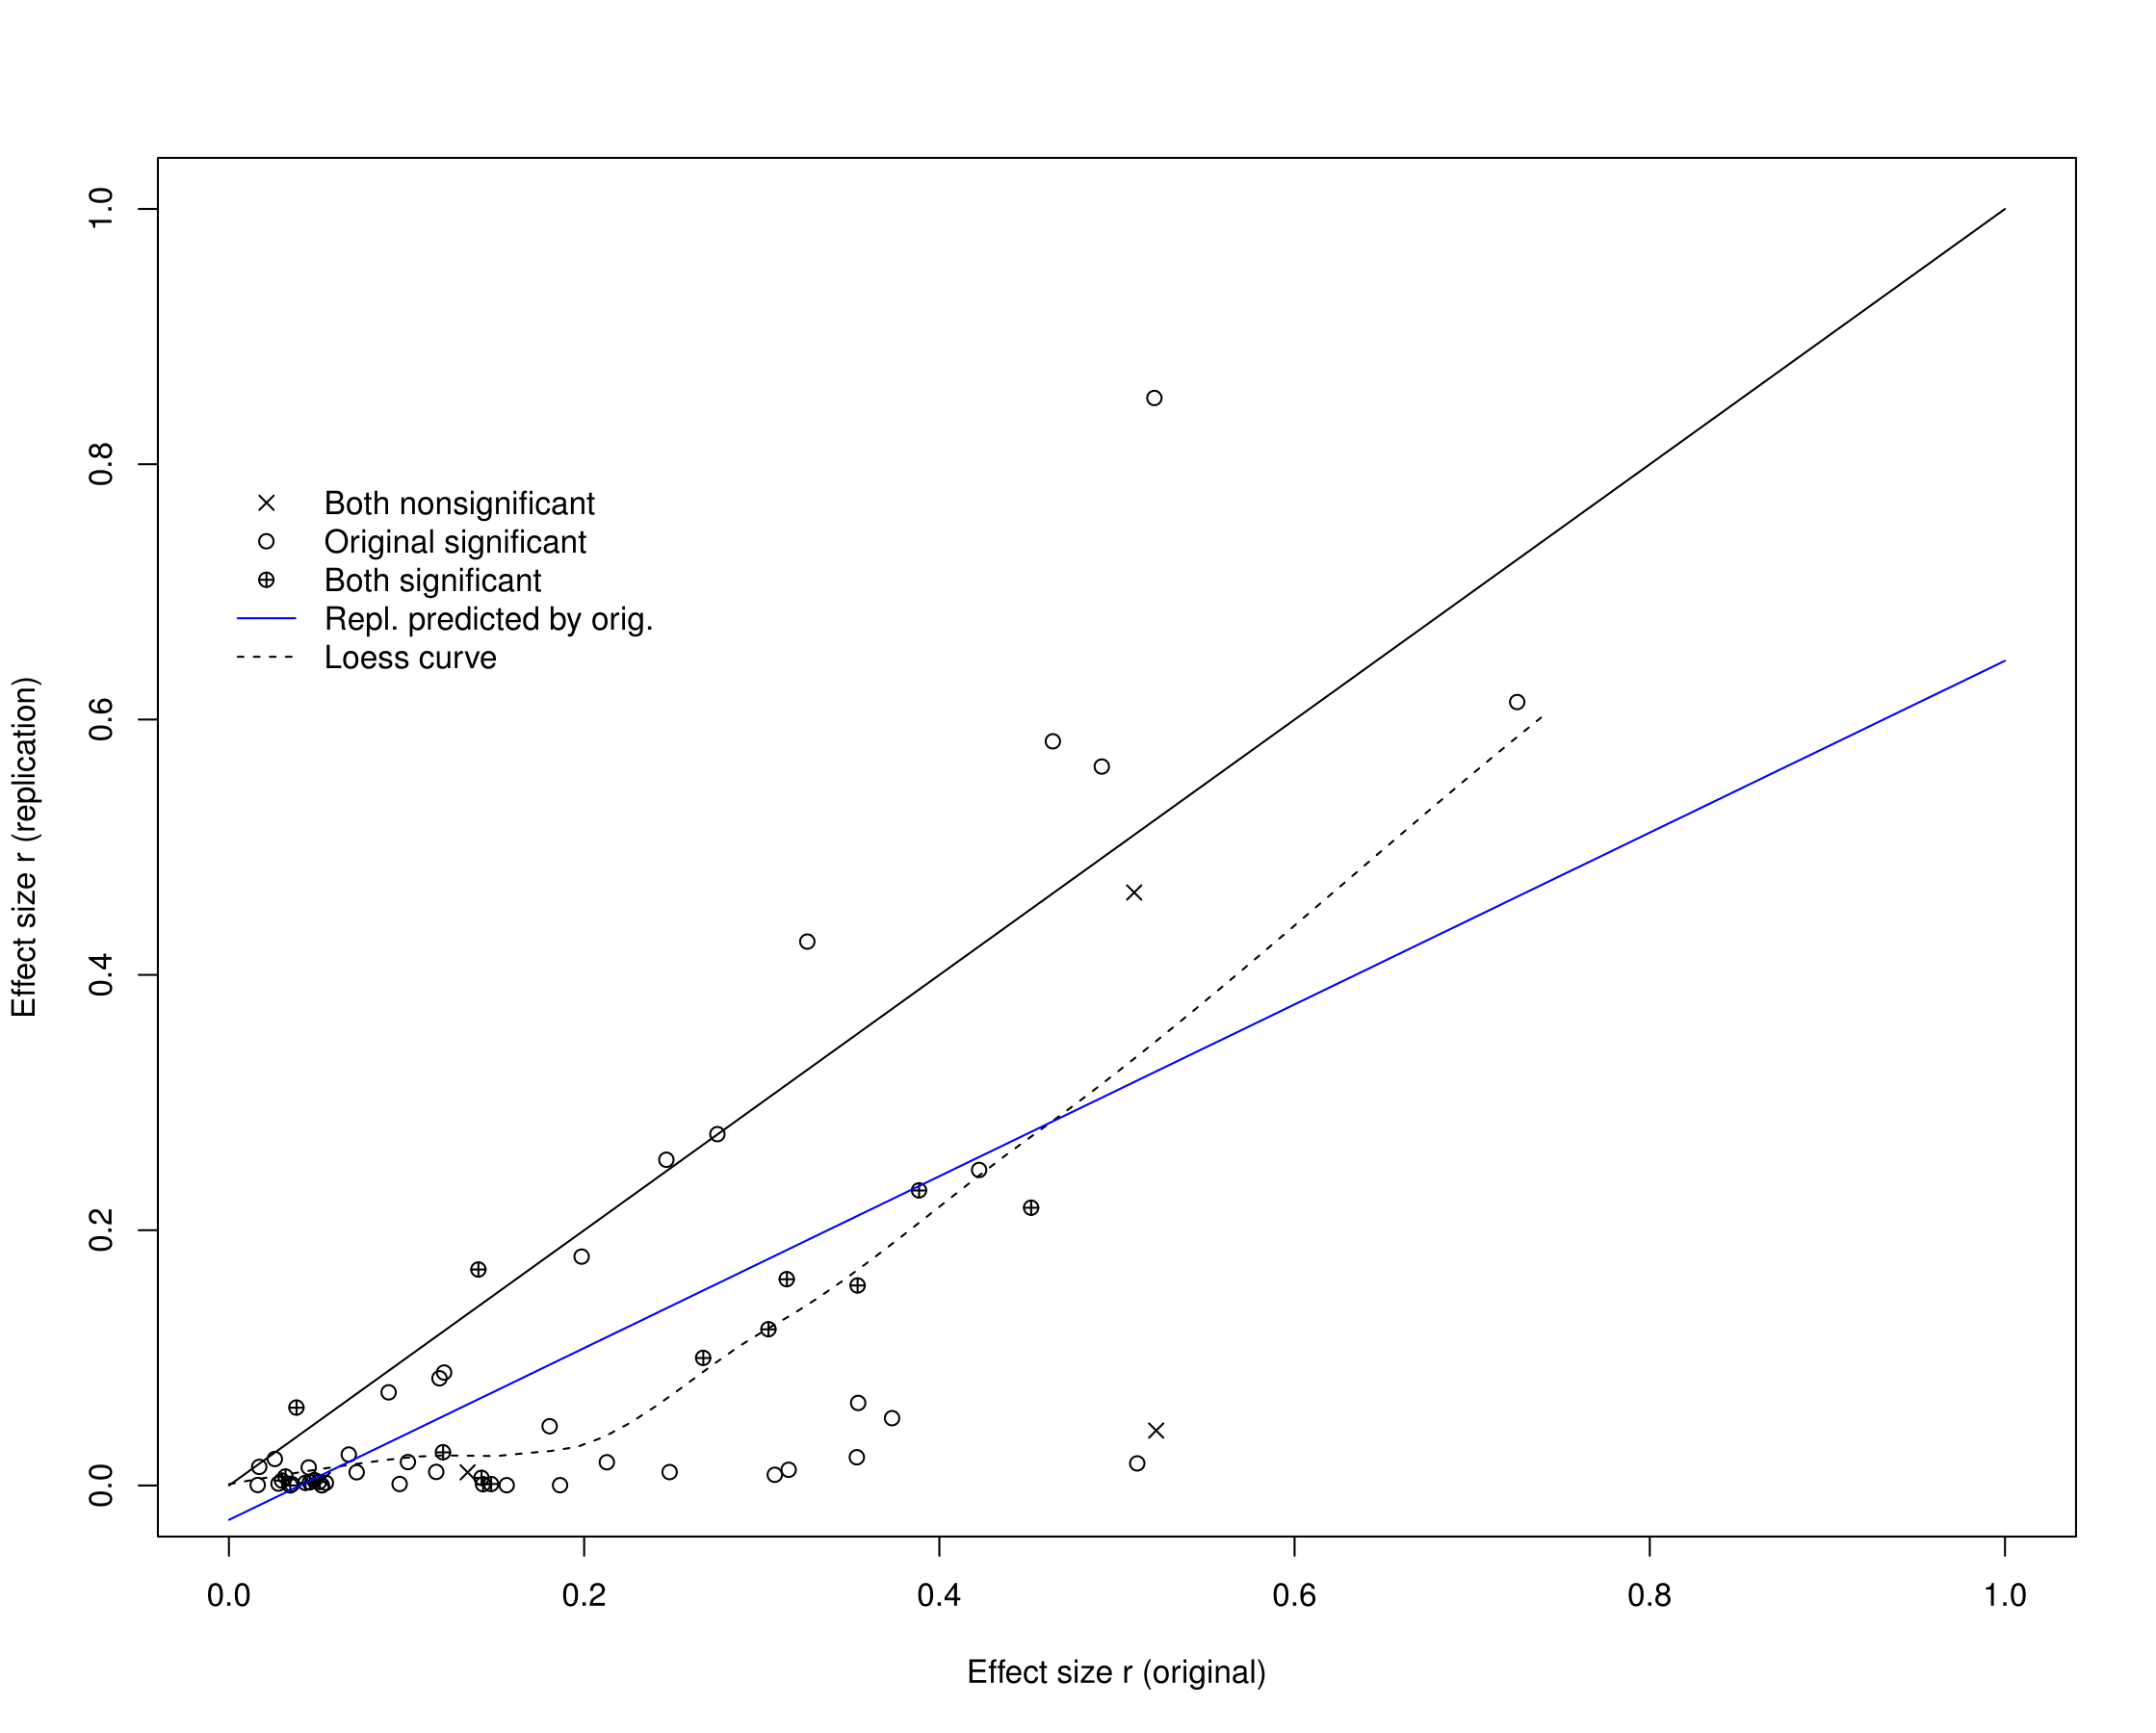 1.0
0.8
Both nonsignificant
Original significant
Both significant
Repl. predicted by orig.
Loess curve
Effect size r (replication)
0.6
0.4
0.2
0.0
0.0 0.2 0.4 0.6 0.8 1.0
Effect size r (original)